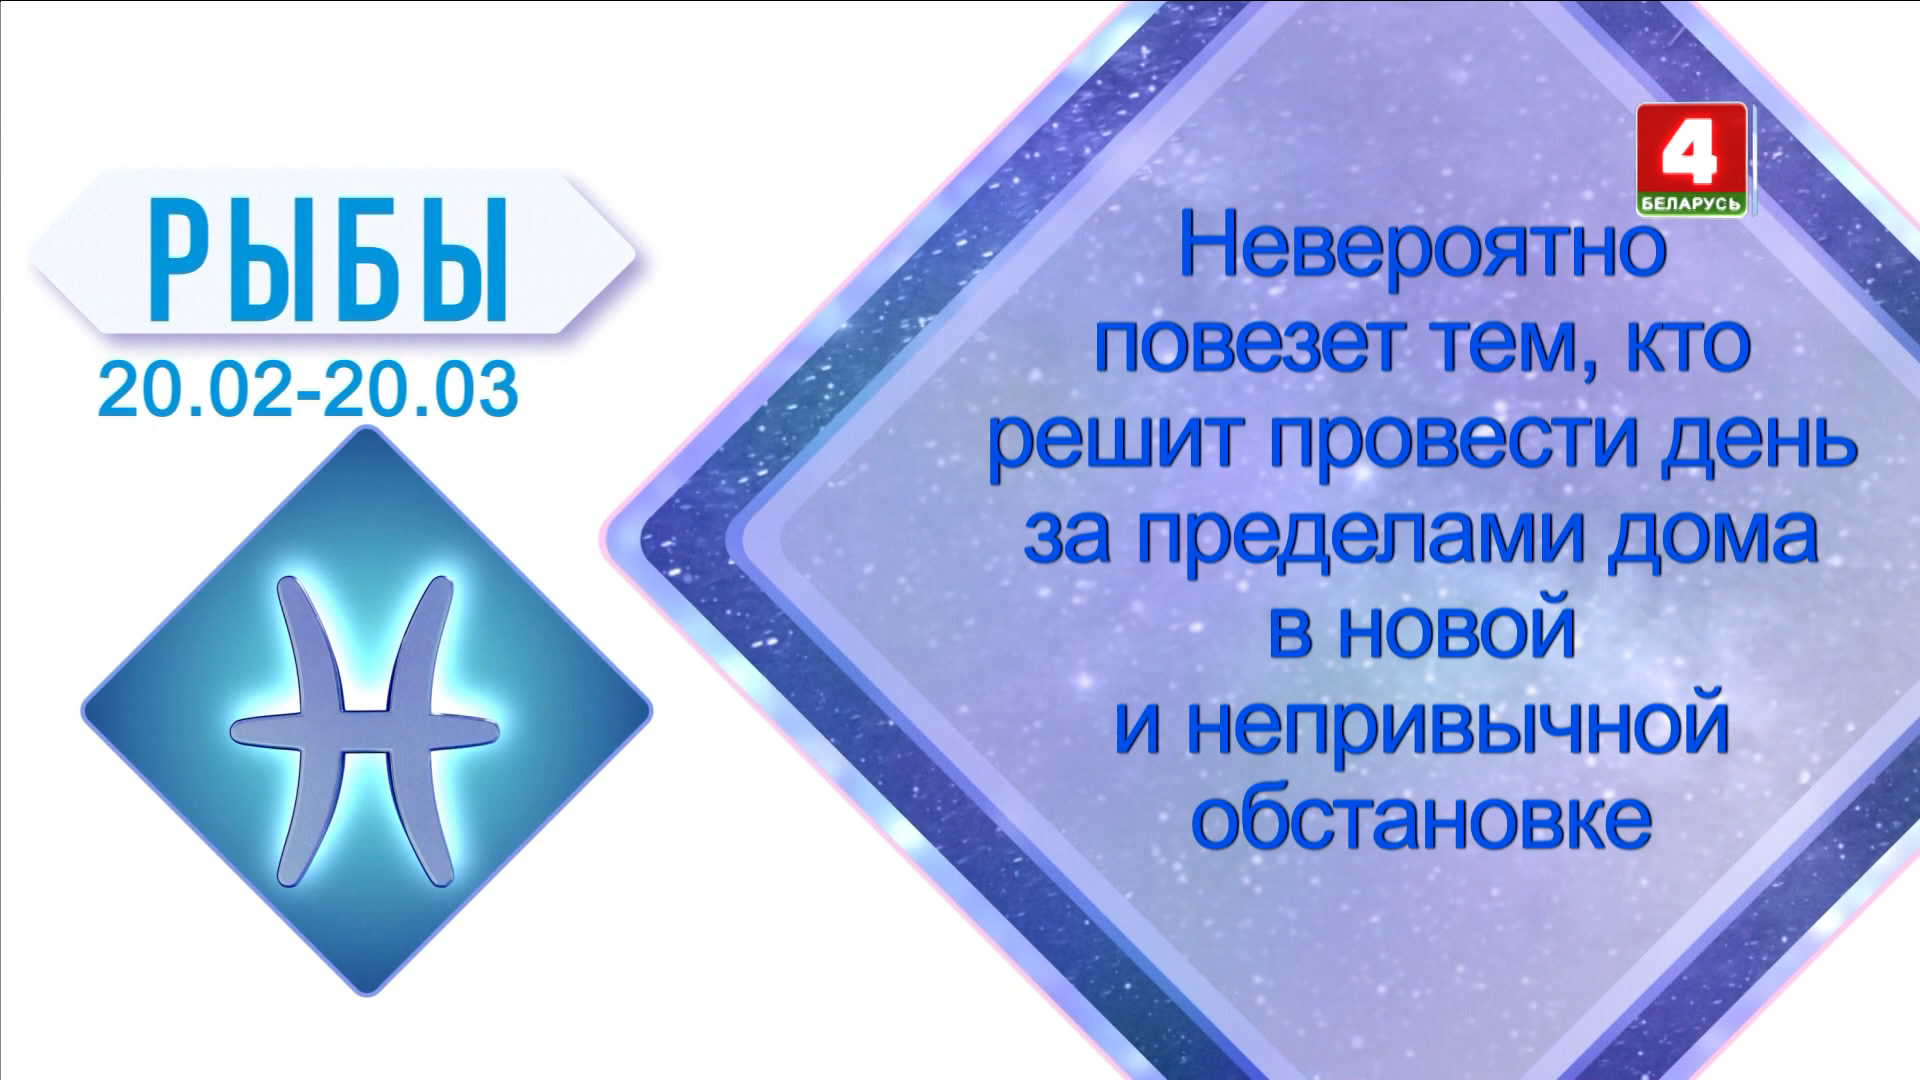 РЫБЫ
20.02-20.03
4
БЕЛАРУСЬ
Невероятно
повезет тем, кто
решит провести день
за пределами дома
в новой
и непривычной
обстановке